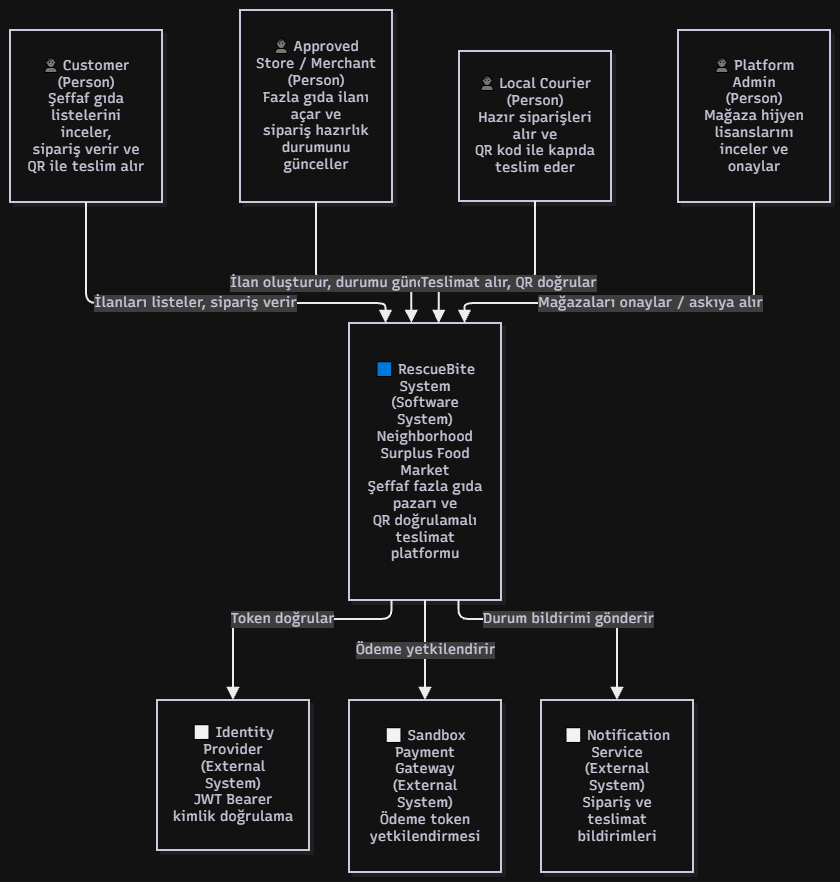 Customer
(Person)
Şeffaf gıda
listelerini
inceler,
sipariş verir ve
QR ile teslim alır
Approved
Store / Merchant
(Person)
Fazla gıda ilanı
açar ve
sipariş hazırlık
durumunu
günceller
Local Courier
(Person)
Hazır siparişleri
alır ve
QR kod ile kapıda
teslim eder
Platform
Admin
(Person)
Mağaza hijyen
lisanslarını
inceler ve
onaylar
İlan oluşturur, durumu
Teslimat alır, QR doğrular
İlanları listeler, sipariş verir
Mağazaları onaylar / askıya alır
RescueBite
System
(Software
System)
Neighborhood
Surplus Food
Market
Şeffaf fazla gıda
pazarı ve
QR doğrulamalı
teslimat
platformu
Token doğrular
Durum bildirimi gönderir
Ödeme yetkilendirir
Identity
Provider
(External
System)
JWT Bearer
kimlik doğrulama
Sandbox
Payment
Gateway
(External
System)
Ödeme token
yetkilendirmesi
Notification
Service
(External
System)
Sipariş ve
teslimat
bildirimleri